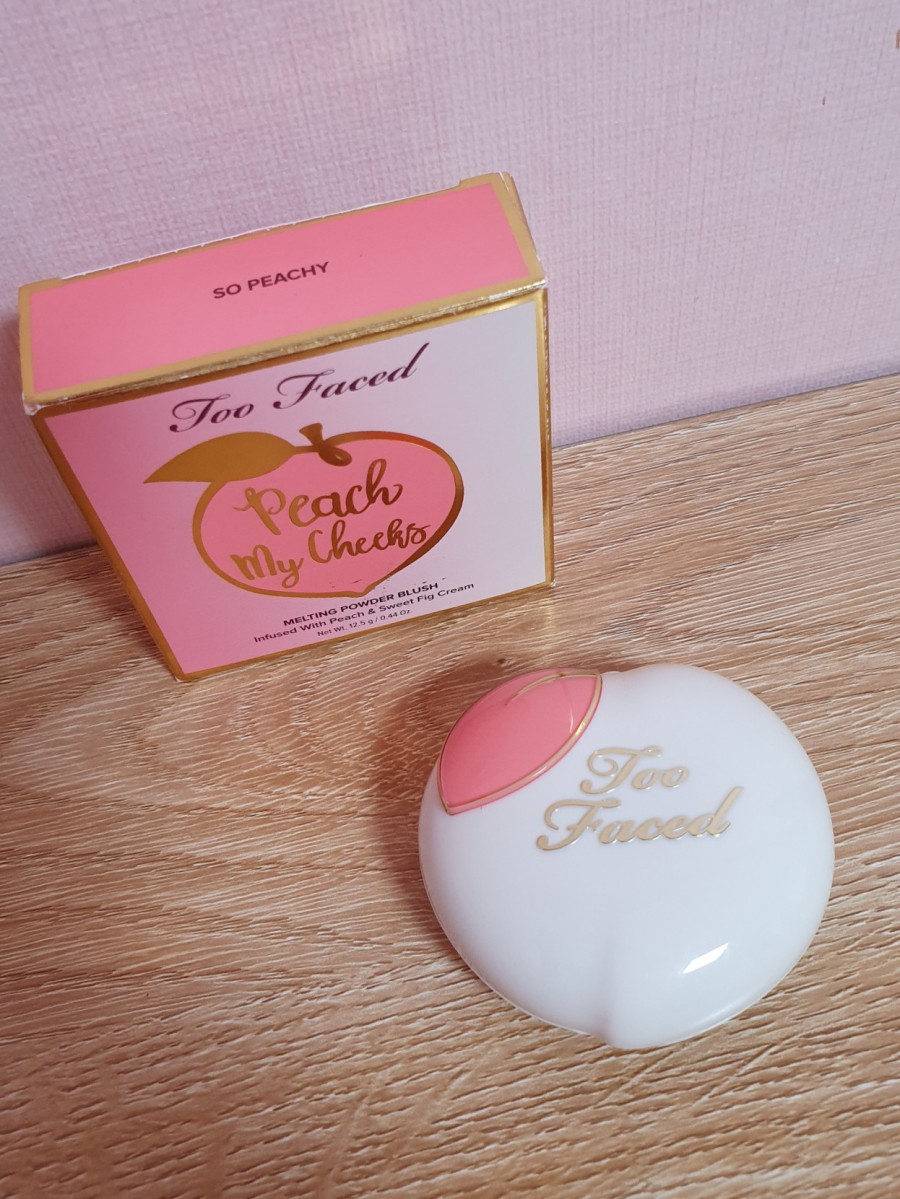 SO PEACHY
Too Faced
Peach
My Cheeks
MELTING POWDER BLUSH
Infused With Peach & Sweet Fig Cream
Net Wt. 12.5 g / 0.44 Oz.
Too
Faced